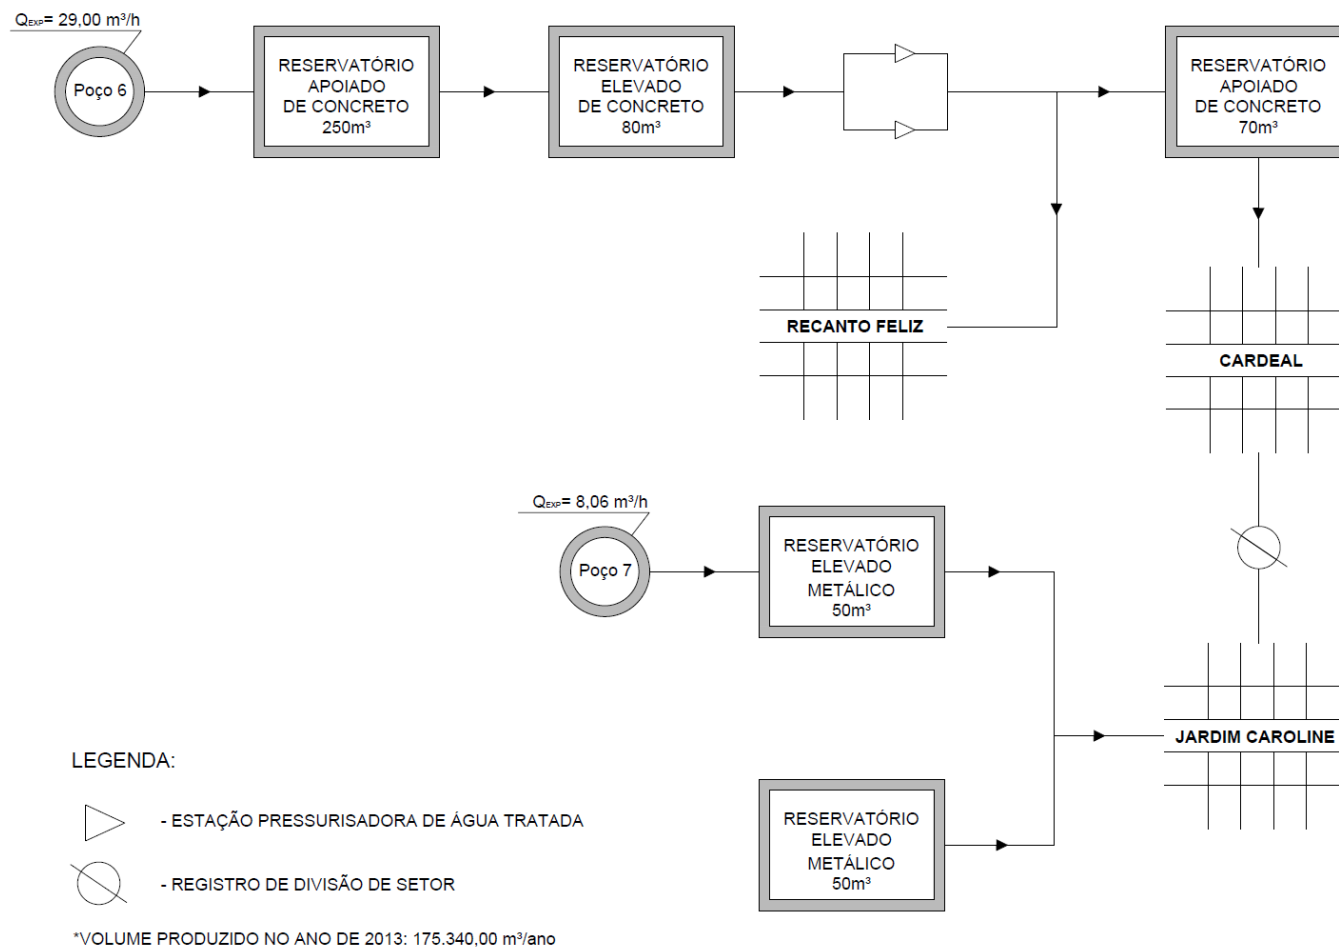 QEXP= 29,00 m³/h
Poço 6
RESERVATÓRIO
APOIADO
DE CONCRETO
250m³
RESERVATÓRIO
ELEVADO
DE CONCRETO
80m³
RESERVATÓRIO
APOIADO
DE CONCRETO
70m³
RECANTO FELIZ
CARDEAL
QEXP= 8,06 m³/h
Poço 7
RESERVATÓRIO
ELEVADO
METÁLICO
50m³
JARDIM CAROLINE
RESERVATÓRIO
ELEVADO
METÁLICO
50m³
LEGENDA:
- ESTAÇÃO PRESSURISADORA DE ÁGUA TRATADA
- REGISTRO DE DIVISÃO DE SETOR
*VOLUME PRODUZIDO NO ANO DE 2013: 175.340,00 m³/ano